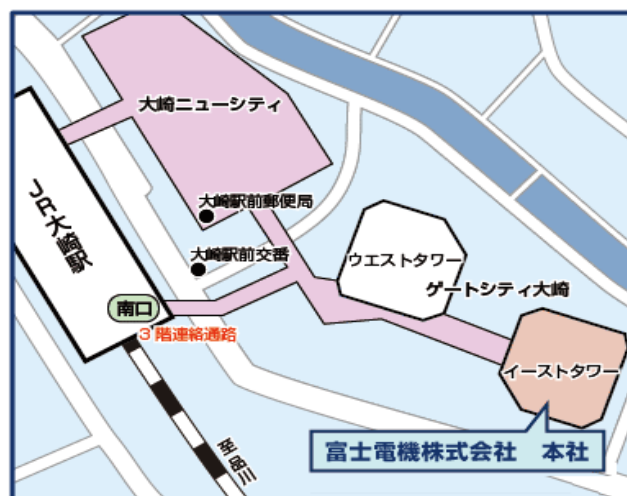 大崎ニューシティ
JR大崎駅
大崎駅前郵便局
大崎駅前交番
ウエストタワー
ゲートシティ大崎
南口
3階連絡通路
イーストタワー
至品川
富士電機株式会社　本社